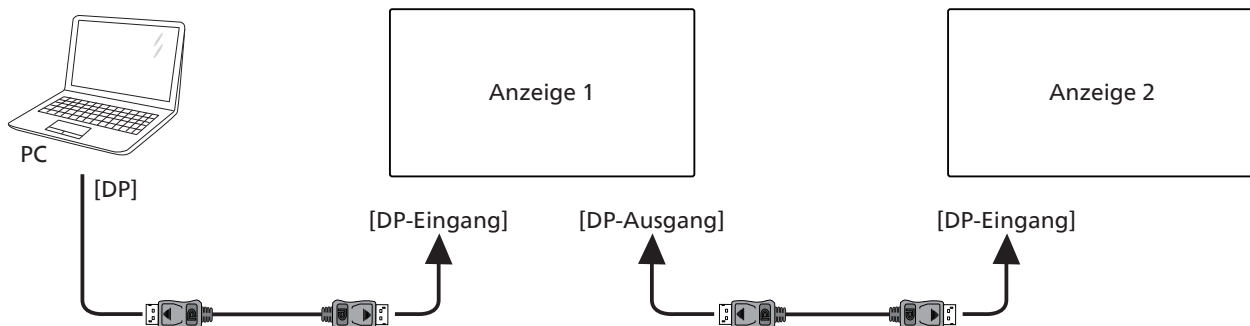 Anzeige 1
Anzeige 2
PC
[DP]
[DP-Eingang]
[DP-Ausgang]
[DP-Eingang]